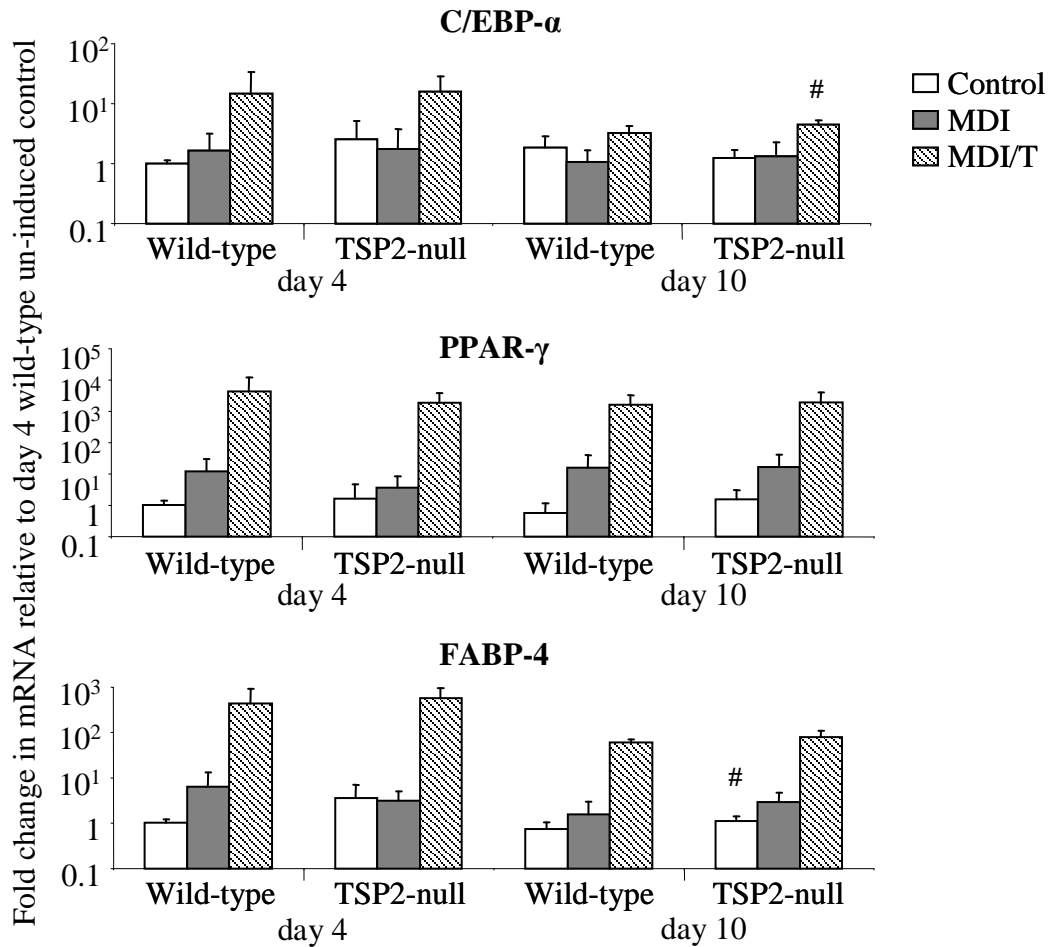 Fold change in mRNA relative to day 4 wild-type un-induced control
C/EBP-α
10²
10¹
1
0.1
Wild-type TSP2-null Wild-type TSP2-null
day 4 day 10
#
Control
MDI
MDI/T
PPAR-γ
10⁵
10⁴
10³
10²
10¹
1
0.1
Wild-type TSP2-null Wild-type TSP2-null
day 4 day 10
FABP-4
10³
10²
10¹
1
0.1
#
Wild-type TSP2-null Wild-type TSP2-null
day 4 day 10